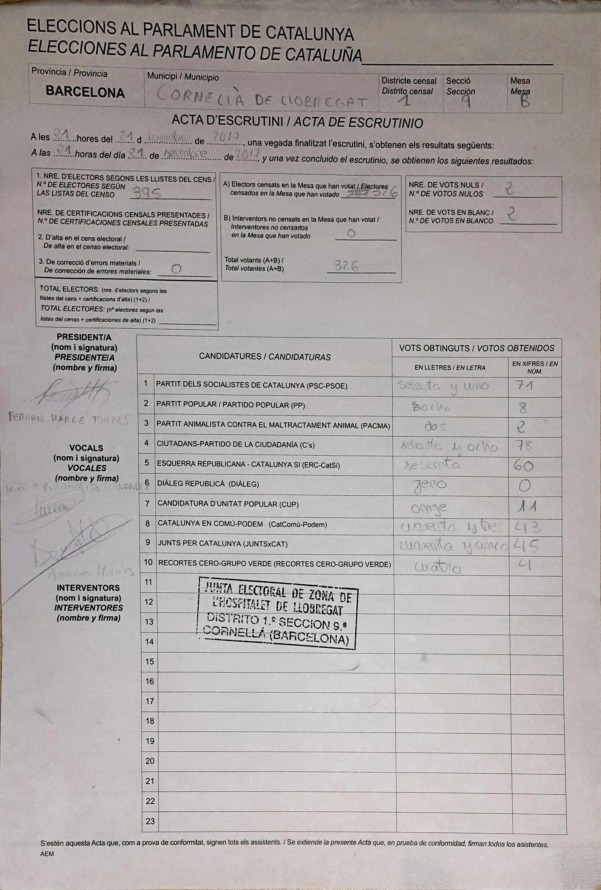 ELECCIONS AL PARLAMENT DE CATALUNYA
ELECCIONES AL PARLAMENTO DE CATALUÑA
Provincia / Provincia
BARCELONA
Municipi / Municipio
CORNELIÀ DE LLOBREGAT
Districte censal
Distrito censal 1
Secció
Sección 9
Mesa
Mesa B
ACTA D'ESCRUTINI / ACTA DE ESCRUTINIO
A les 21 hores del 21 d de 2017, una vegada finalitzat l'escrutini, s'obtenen els resultats següents:
A las 21 horas del día 21 de de 2017 y una vez concluido el escrutinio, se obtienen los siguientes resultados:
1. NRE. D'ELECTORS SEGONS LES LLISTES DEL CENS /
N.º DE ELECTORES SEGÚN
LAS LISTAS DEL CENSO 395
NRE. DE CERTIFICACIONS CENSALS PRESENTADES /
N.º DE CERTIFICACIONES CENSALES PRESENTADAS
2. D'alta en el cens electoral /
De alta en el censo electoral:
3. De correcció d'errors materials /
De corrección de errores materiales: 0
TOTAL ELECTORS: (nre. d'electors segons les
llistes del cens + certificacions d'alta) (1+2) /
TOTAL ELECTORES: (nº electores según las
listas del censo + certificaciones de alta) (1+2)
A) Electors censats en la Mesa que han votat / Electores
censados en la Mesa que han votado 326
B) Interventors no censats en la Mesa que han votat /
Interventores no censados
en la Mesa que han votado 0
Total votants (A+B) /
Total votantes (A+B) 326
NRE. DE VOTS NULS /
N.º DE VOTOS NULOS 2
NRE. DE VOTS EN BLANC /
N.º DE VOTOS EN BLANCO 2
PRESIDENT/A
(nom i signatura)
PRESIDENTE/A
(nombre y firma)
VOCALS
(nom i signatura)
VOCALES
(nombre y firma)
INTERVENTORS
(nom i signatura)
INTERVENTORES
(nombre y firma)
CANDIDATURES / CANDIDATURAS
VOTS OBTINGUTS / VOTOS OBTENIDOS
EN LLETRES / EN LETRA
EN XIFRES / EN NÚM.
1 PARTIT DELS SOCIALISTES DE CATALUNYA (PSC-PSOE) y uno 71
2 PARTIT POPULAR / PARTIDO POPULAR (PP) 8
3 PARTIT ANIMALISTA CONTRA EL MALTRACTAMENT ANIMAL (PACMA) dos 2
4 CIUTADANS-PARTIDO DE LA CIUDADANÍA (C's) y ocho 78
5 ESQUERRA REPUBLICANA - CATALUNYA SI (ERC-CatSí) sesenta 60
6 DIÀLEG REPUBLICÀ (DIÀLEG) zero 0
7 CANDIDATURA D'UNITAT POPULAR (CUP) onze 11
8 CATALUNYA EN COMÚ-PODEM (CatComú-Podem) 43
9 JUNTS PER CATALUNYA (JUNTSxCAT) 45
10 RECORTES CERO-GRUPO VERDE (RECORTES CERO-GRUPO VERDE) 4
11
12
13
14
15
16
17
18
19
20
21
22
23
JUNTA ELECTORAL DE ZONA DE
L'HOSPITALET DE LLOBREGAT
DISTRITO 1.º SECCION 9.ª
CORNELLÀ (BARCELONA)
S'estén aquesta Acta que, com a prova de conformitat, signen tots els assistents. / Se extiende la presente Acta que, en prueba de conformidad, firman todos los asistentes.
AEM